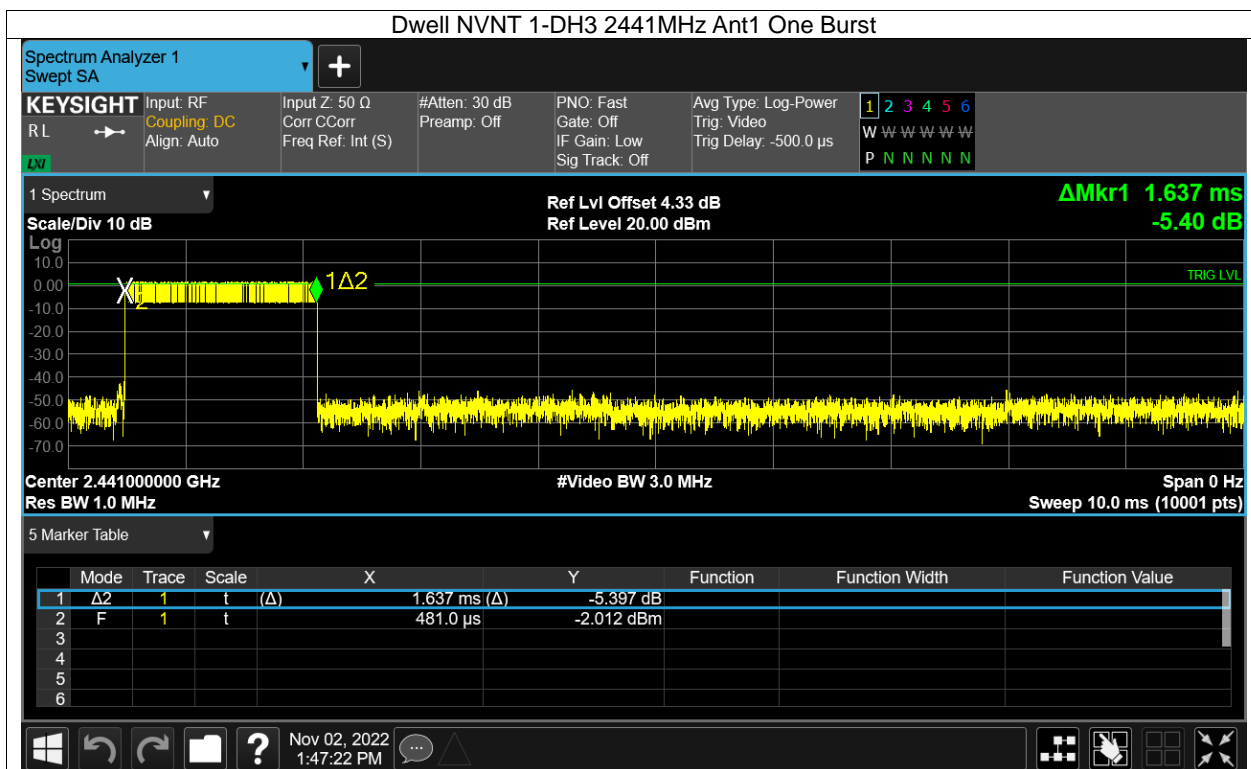 Dwell NVNT 1-DH3 2441MHz Ant1 One Burst
Spectrum Analyzer 1
Swept SA
KEYSIGHT Input: RF Input Z: 50 Ω #Atten: 30 dB PNO: Fast Avg Type: Log-Power 1 2 3 4 5 6
R L Coupling: DC Corr CCorr Preamp: Off Gate: Off Trig: Video W W W W W W
Align: Auto Freq Ref: Int (S) IF Gain: Low Trig Delay: -500.0 µs
LXI Sig Track: Off P N N N N N
1 Spectrum Ref Lvl Offset 4.33 dB ΔMkr1 1.637 ms
Scale/Div 10 dB Ref Level 20.00 dBm -5.40 dB
Log
10.0
0.00 1Δ2 TRIG LVL
-10.0 2
-20.0
-30.0
-40.0
-50.0
-60.0
-70.0
Center 2.441000000 GHz #Video BW 3.0 MHz Span 0 Hz
Res BW 1.0 MHz Sweep 10.0 ms (10001 pts)
5 Marker Table
Mode Trace Scale X Y Function Function Width Function Value
1 Δ2 1 t (Δ) 1.637 ms (Δ) -5.397 dB
2 F 1 t 481.0 µs -2.012 dBm
3
4
5
6
? Nov 02, 2022
1:47:22 PM